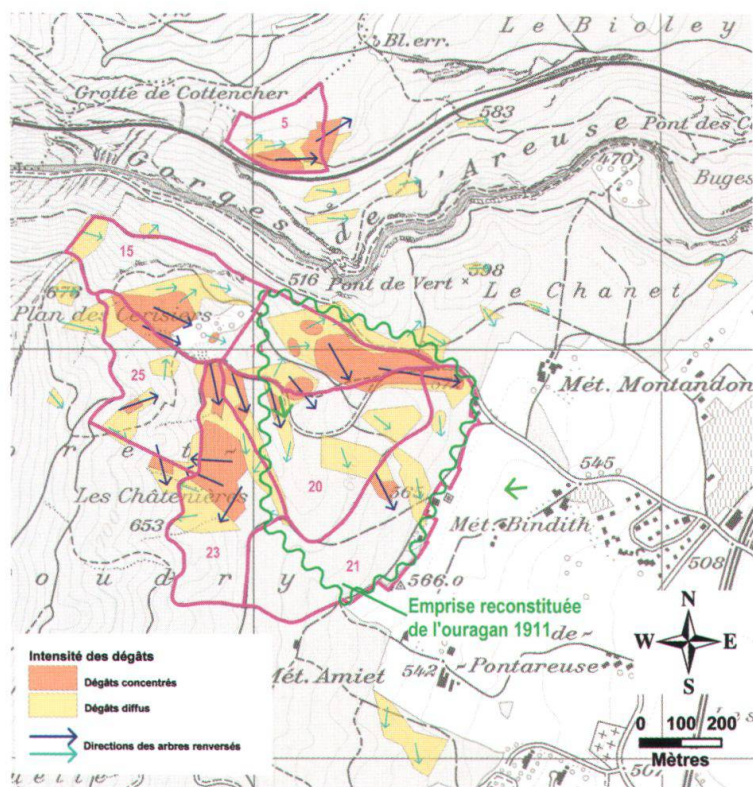 Le Bioley
Bl. err.
Grotte de Cottencher
583
5
Pont des C
Gorges de l'Areuse
470
Buges
15
516
Pont de Vert
598
Le Chanet
676
Plan des Cerisiers
25
Mét. Montandon
o r e t
20
565
545
Les Châtenières
653
Mét. Bindith
508
23
21
o u d r y
566.0
Emprise reconstituée
de l'ouragan 1911
de-
Pontareuse
542
Mét. Amiet
Intensité des dégâts
Dégâts concentrés
Dégâts diffus
Directions des arbres renversés
N
W
E
S
0 100 200
Mètres
507